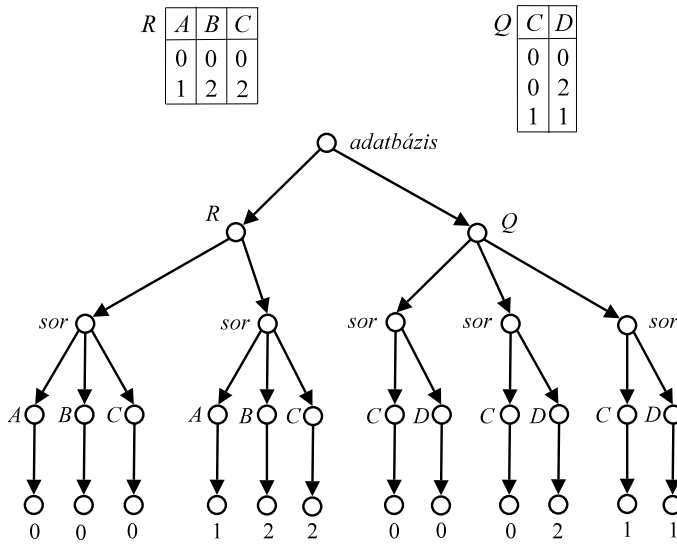 R A B C Q C D
0 0 0 0 0
1 2 2 0 2
1 1
adatbázis
R Q
sor sor sor sor sor
A B C A B C C D C D C D
0 0 0 1 2 2 0 0 0 2 1 1